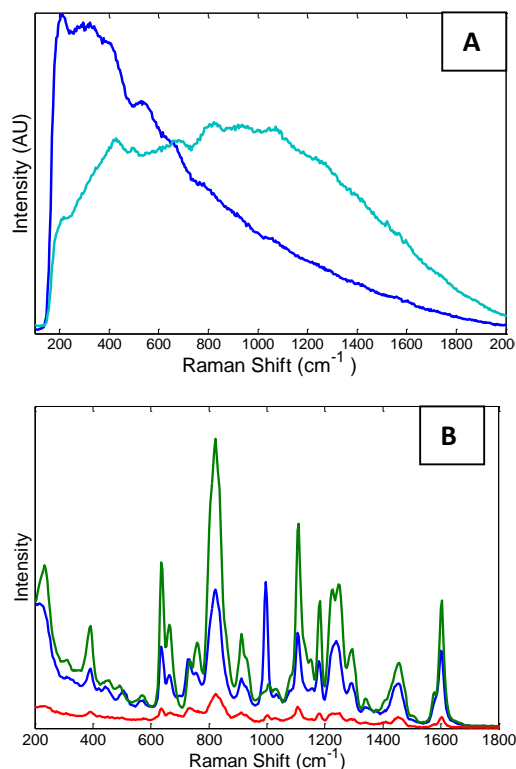 A
Intensity (AU)
200 400 600 800 1000 1200 1400 1600 1800 200
Raman Shift (cm-1 )
B
Intensity
200 400 600 800 1000 1200 1400 1600 1800
Raman Shift (cm-1)